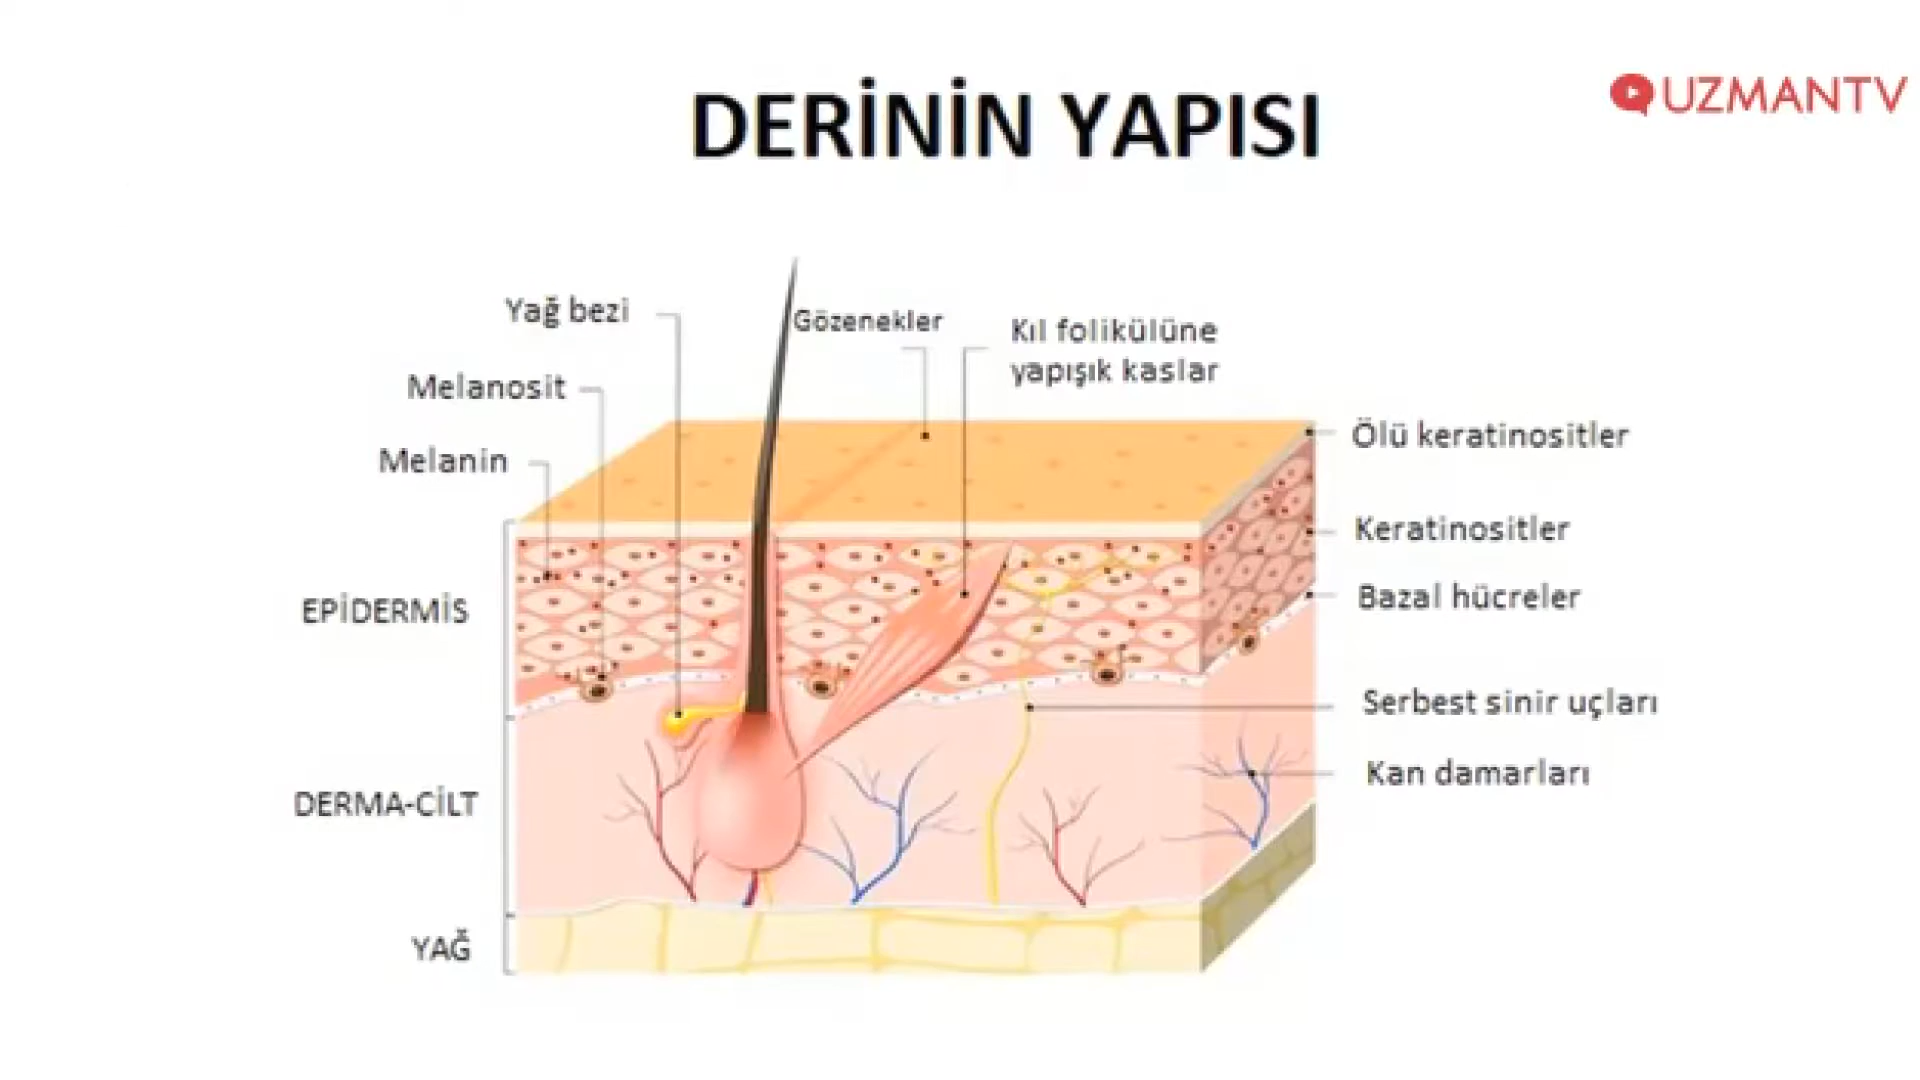 DERİNİN YAPISI
UZMANTV
Yağ bezi
Gözenekler
Kıl folikülüne
yapışık kaslar
Melanosit
Melanin
Ölü keratinositler
Keratinositler
Bazal hücreler
EPİDERMİS
Serbest sinir uçları
Kan damarları
DERMA-CİLT
YAĞ